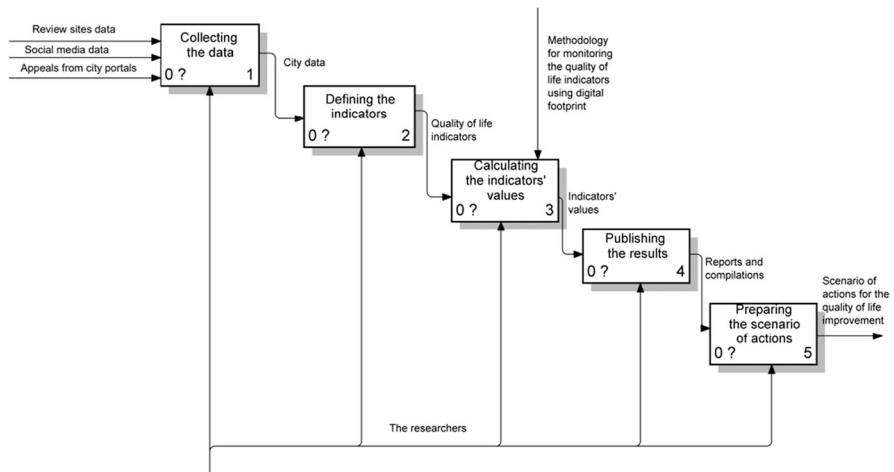 Review sites data
Social media data
Appeals from city portals
Collecting
the data
0 ?
1
City data
Defining the
indicators
0 ?
2
Quality of life
indicators
Methodology
for monitoring
the quality of
life indicators
using digital
footprint
Calculating
the indicators'
values
0 ?
3
Indicators'
values
Publishing
the results
0 ?
4
Reports and
compilations
Preparing
the scenario
of actions
0 ?
5
Scenario of
actions for the
quality of life
improvement
The researchers